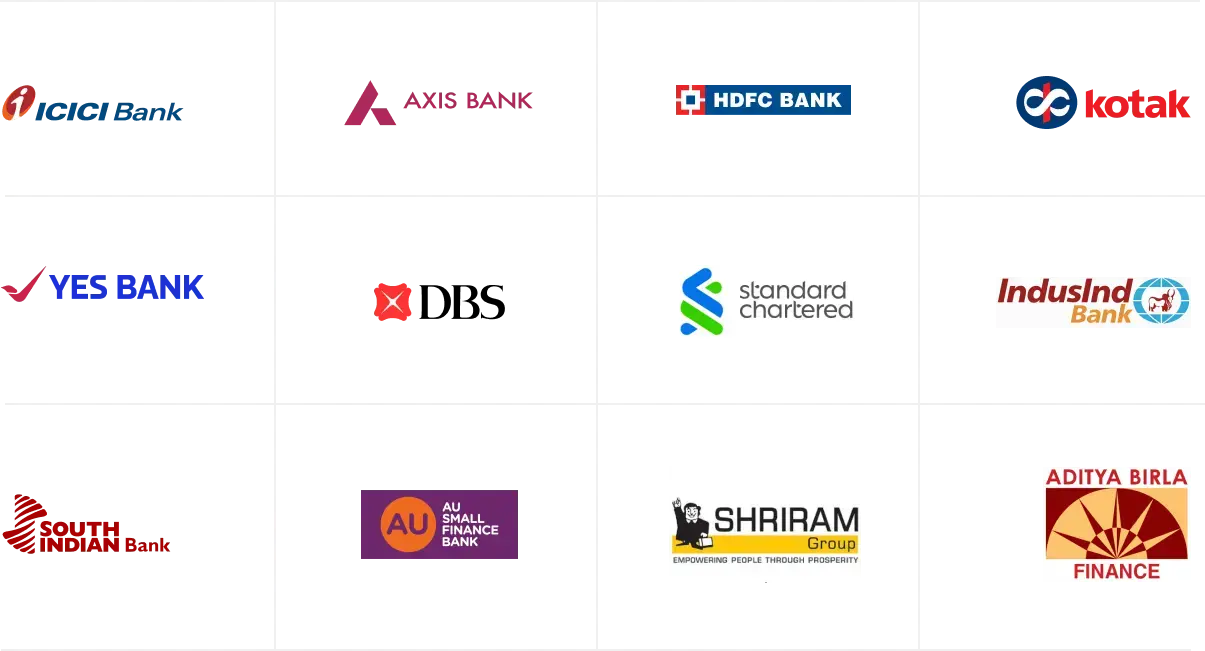 ICICI Bank
AXIS BANK
HDFC BANK
kotak
YES BANK
DBS
standard
chartered
IndusInd
Bank
SOUTH
INDIAN Bank
AU
AU
SMALL
FINANCE
BANK
SHRIRAM
Group
EMPOWERING PEOPLE THROUGH PROSPERITY
ADITYA BIRLA
FINANCE